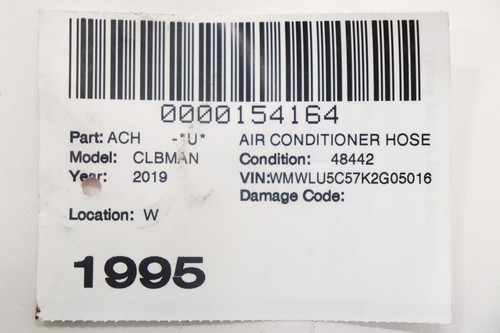 0000154164
Part: ACH -*U* AIR CONDITIONER HOSE
Model: CLBMAN Condition: 48442
Year: 2019 VIN:WMWLU5C57K2G05016
Damage Code:
Location: W
1995